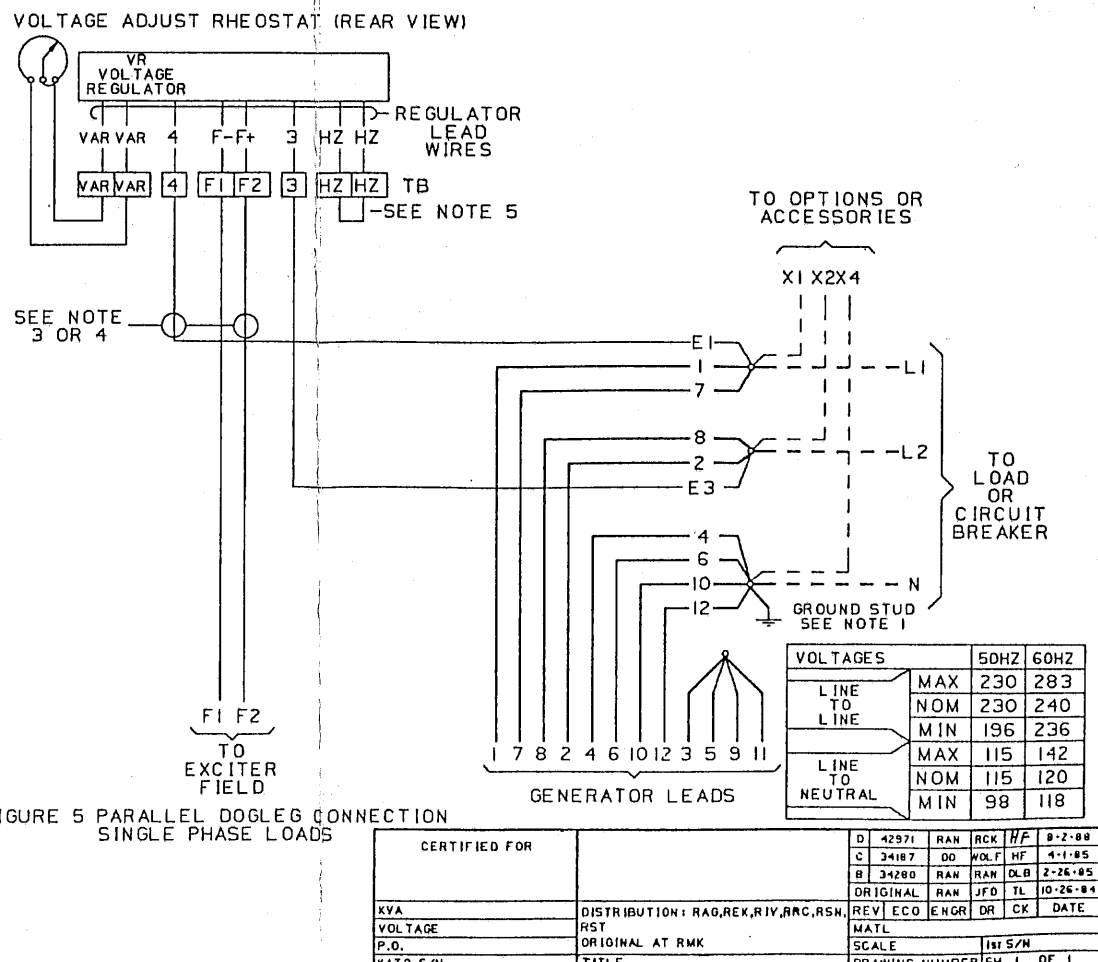 VOLTAGE ADJUST RHEOSTAT (REAR VIEW)
VR
VOLTAGE
REGULATOR
REGULATOR
LEAD
WIRES
VAR VAR 4 F- F+ 3 HZ HZ
VAR VAR 4 F1 F2 3 HZ HZ TB
SEE NOTE 5
TO OPTIONS OR
ACCESSORIES
X1 X2 X4
SEE NOTE
3 OR 4
E1
1
7
L1
8
2
E3
L2
TO
LOAD
OR
CIRCUIT
BREAKER
4
6
10
12
N
GROUND STUD
SEE NOTE 1
F1 F2
TO
EXCITER
FIELD
1 7 8 2 4 6 10 12 3 5 9 11
GENERATOR LEADS
VOLTAGES 50HZ 60HZ
LINE TO LINE
MAX 230 283
NOM 230 240
MIN 196 236
LINE TO NEUTRAL
MAX 115 142
NOM 115 120
MIN 98 118
IGURE 5 PARALLEL DOGLEG CONNECTION
SINGLE PHASE LOADS
CERTIFIED FOR
KVA
VOLTAGE
P.O.
DISTRIBUTION: RAG,REK,RIV,RRC,RSN,
RST
ORIGINAL AT RMK
TITLE
D 42971 RAN RCK HF 8-2-88
C 34187 DO WOLF HF 4-1-85
B 34280 RAN RAN DLB 2-26-85
ORIGINAL RAN JFD TL 10-26-84
REV ECO ENGR DR CK DATE
MATL
SCALE 1st S/N
DRAWING NUMBER SH 1 OF 1